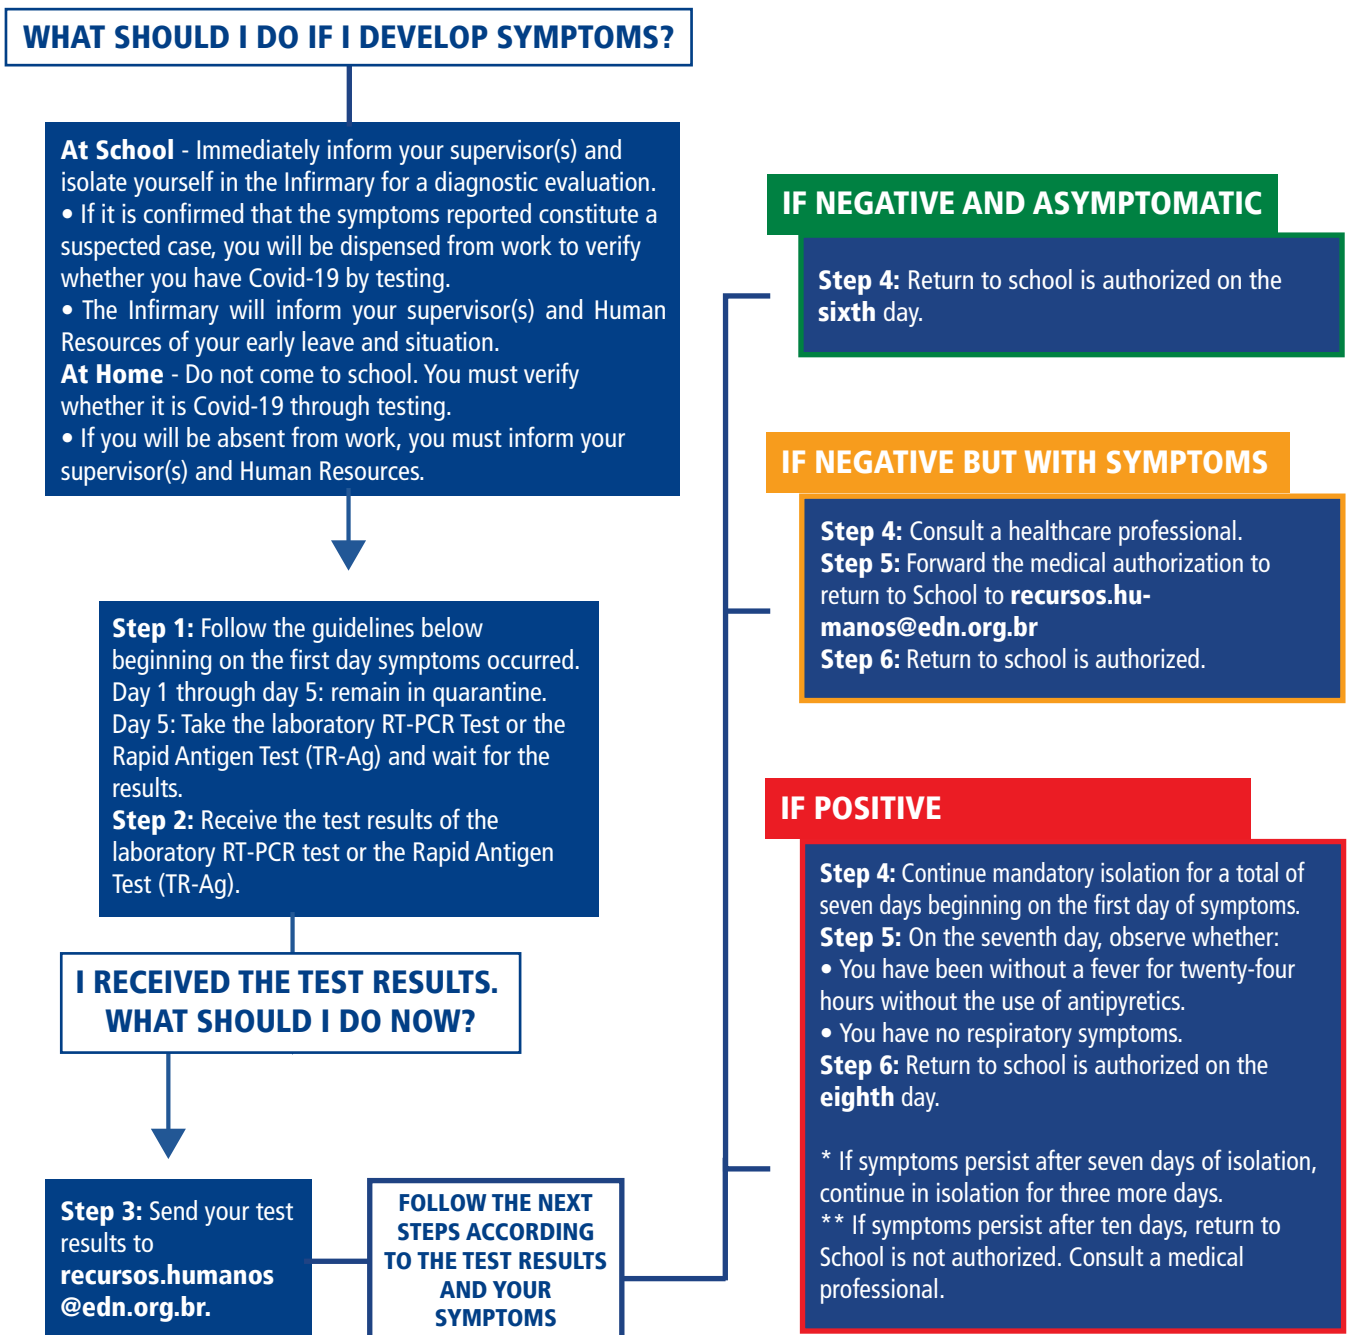 WHAT SHOULD I DO IF I DEVELOP SYMPTOMS?
At School - Immediately inform your supervisor(s) and
isolate yourself in the Infirmary for a diagnostic evaluation.
• If it is confirmed that the symptoms reported constitute a
suspected case, you will be dispensed from work to verify
whether you have Covid-19 by testing.
• The Infirmary will inform your supervisor(s) and Human
Resources of your early leave and situation.
At Home - Do not come to school. You must verify
whether it is Covid-19 through testing.
• If you will be absent from work, you must inform your
supervisor(s) and Human Resources.
Step 1: Follow the guidelines below
beginning on the first day symptoms occurred.
Day 1 through day 5: remain in quarantine.
Day 5: Take the laboratory RT-PCR Test or the
Rapid Antigen Test (TR-Ag) and wait for the
results.
Step 2: Receive the test results of the
laboratory RT-PCR test or the Rapid Antigen
Test (TR-Ag).
I RECEIVED THE TEST RESULTS.
WHAT SHOULD I DO NOW?
Step 3: Send your test
results to
recursos.humanos
@edn.org.br.
FOLLOW THE NEXT
STEPS ACCORDING
TO THE TEST RESULTS
AND YOUR
SYMPTOMS
IF NEGATIVE AND ASYMPTOMATIC
Step 4: Return to school is authorized on the
sixth day.
IF NEGATIVE BUT WITH SYMPTOMS
Step 4: Consult a healthcare professional.
Step 5: Forward the medical authorization to
return to School to recursos.hu-
manos@edn.org.br
Step 6: Return to school is authorized.
IF POSITIVE
Step 4: Continue mandatory isolation for a total of
seven days beginning on the first day of symptoms.
Step 5: On the seventh day, observe whether:
• You have been without a fever for twenty-four
hours without the use of antipyretics.
• You have no respiratory symptoms.
Step 6: Return to school is authorized on the
eighth day.
* If symptoms persist after seven days of isolation,
continue in isolation for three more days.
** If symptoms persist after ten days, return to
School is not authorized. Consult a medical
professional.